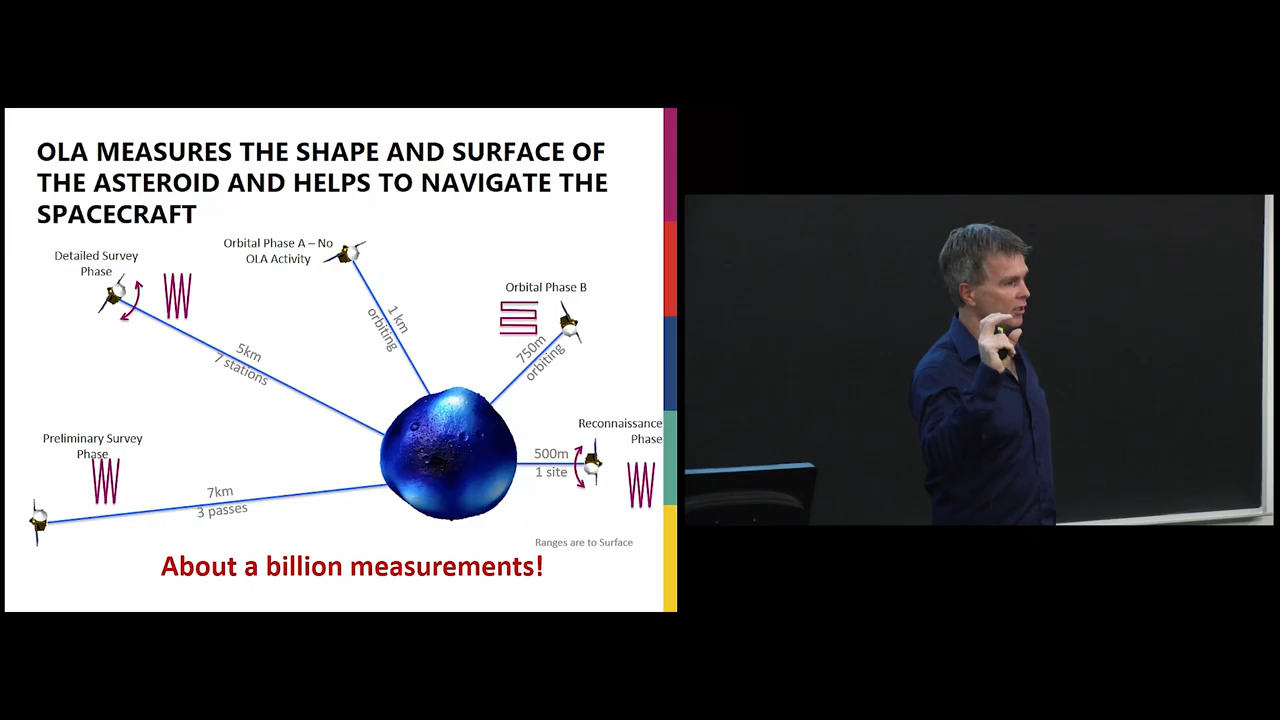 OLA MEASURES THE SHAPE AND SURFACE OF
THE ASTEROID AND HELPS TO NAVIGATE THE
SPACECRAFT
Detailed Survey
Phase
Orbital Phase A – No
OLA Activity
Orbital Phase B
5km
7 stations
1 km
orbiting
750m
orbiting
Preliminary Survey
Phase
7km
3 passes
Reconnaissance
Phase
500m
1 site
Ranges are to Surface
About a billion measurements!